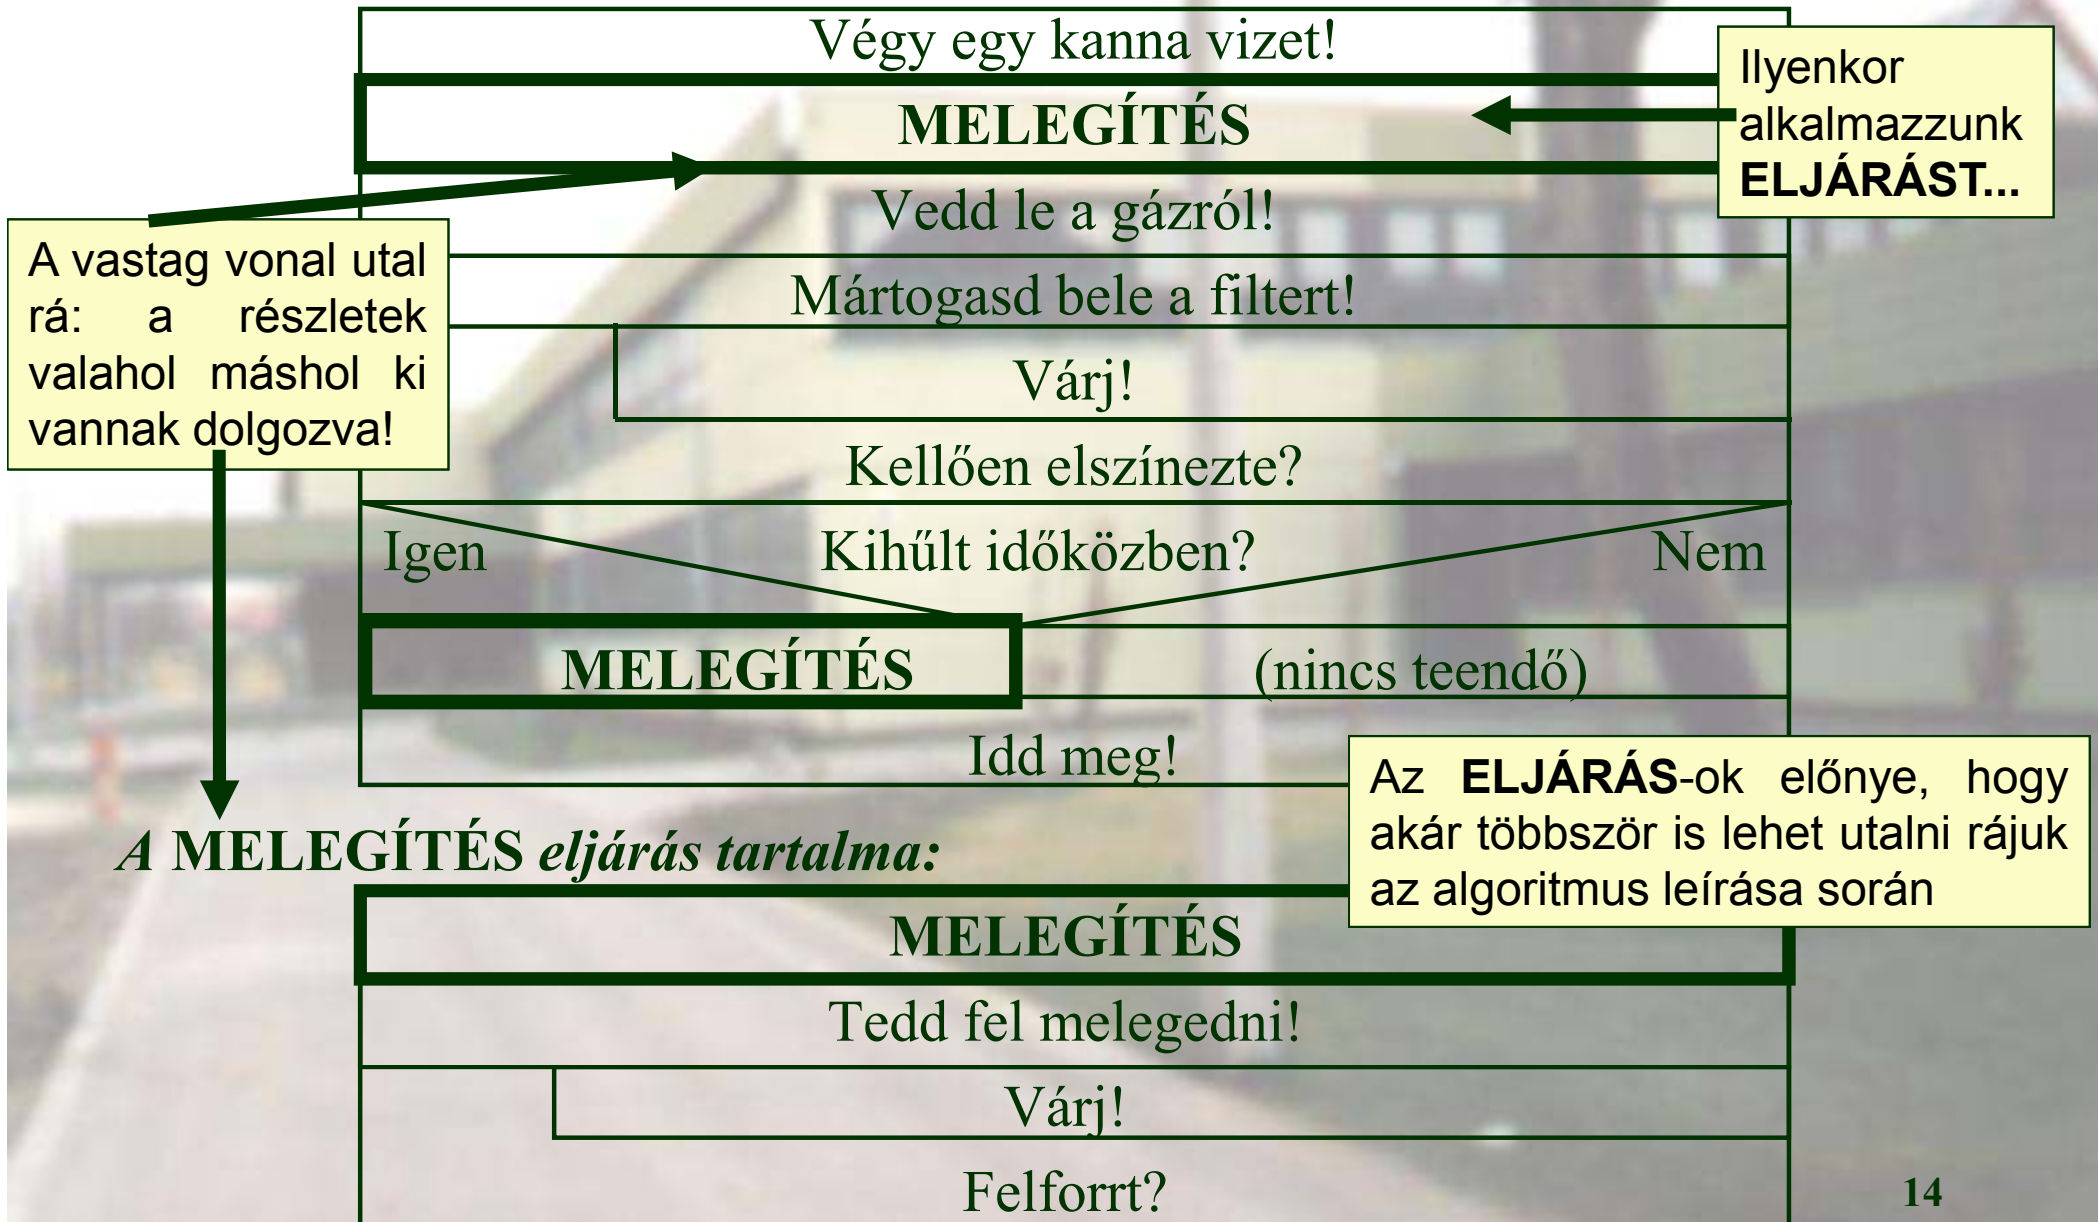 Végy egy kanna vizet!
MELEGÍTÉS
Ilyenkor
alkalmazzunk
ELJÁRÁST...
Vedd le a gázról!
A vastag vonal utal
rá: a részletek
valahol máshol ki
vannak dolgozva!
Mártogasd bele a filtert!
Várj!
Kellően elszínezte?
Igen Kihűlt időközben? Nem
MELEGÍTÉS (nincs teendő)
Idd meg!
Az ELJÁRÁS-ok előnye, hogy
akár többször is lehet utalni rájuk
az algoritmus leírása során
A MELEGÍTÉS eljárás tartalma:
MELEGÍTÉS
Tedd fel melegedni!
Várj!
Felforrt?
14